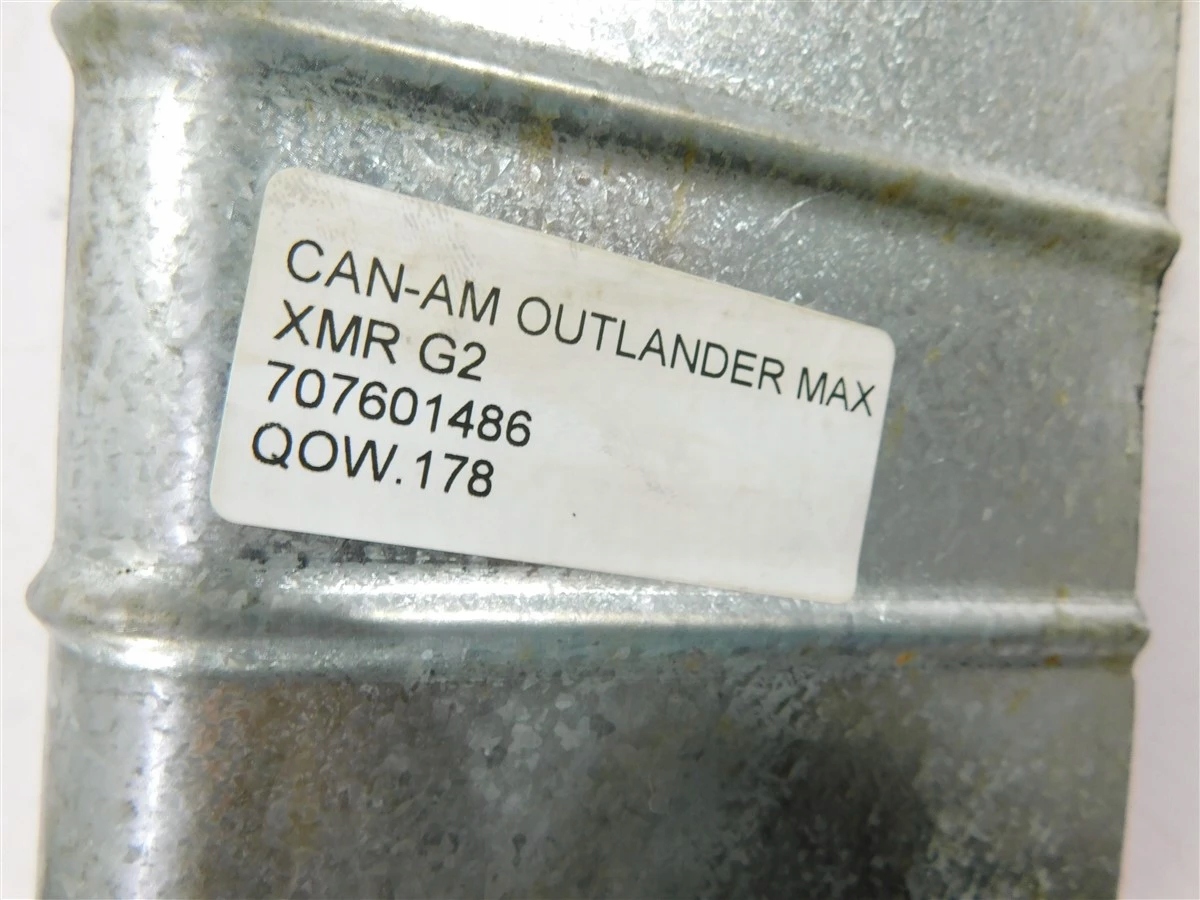 CAN-AM OUTLANDER MAX
XMR G2
707601486
QOW.178